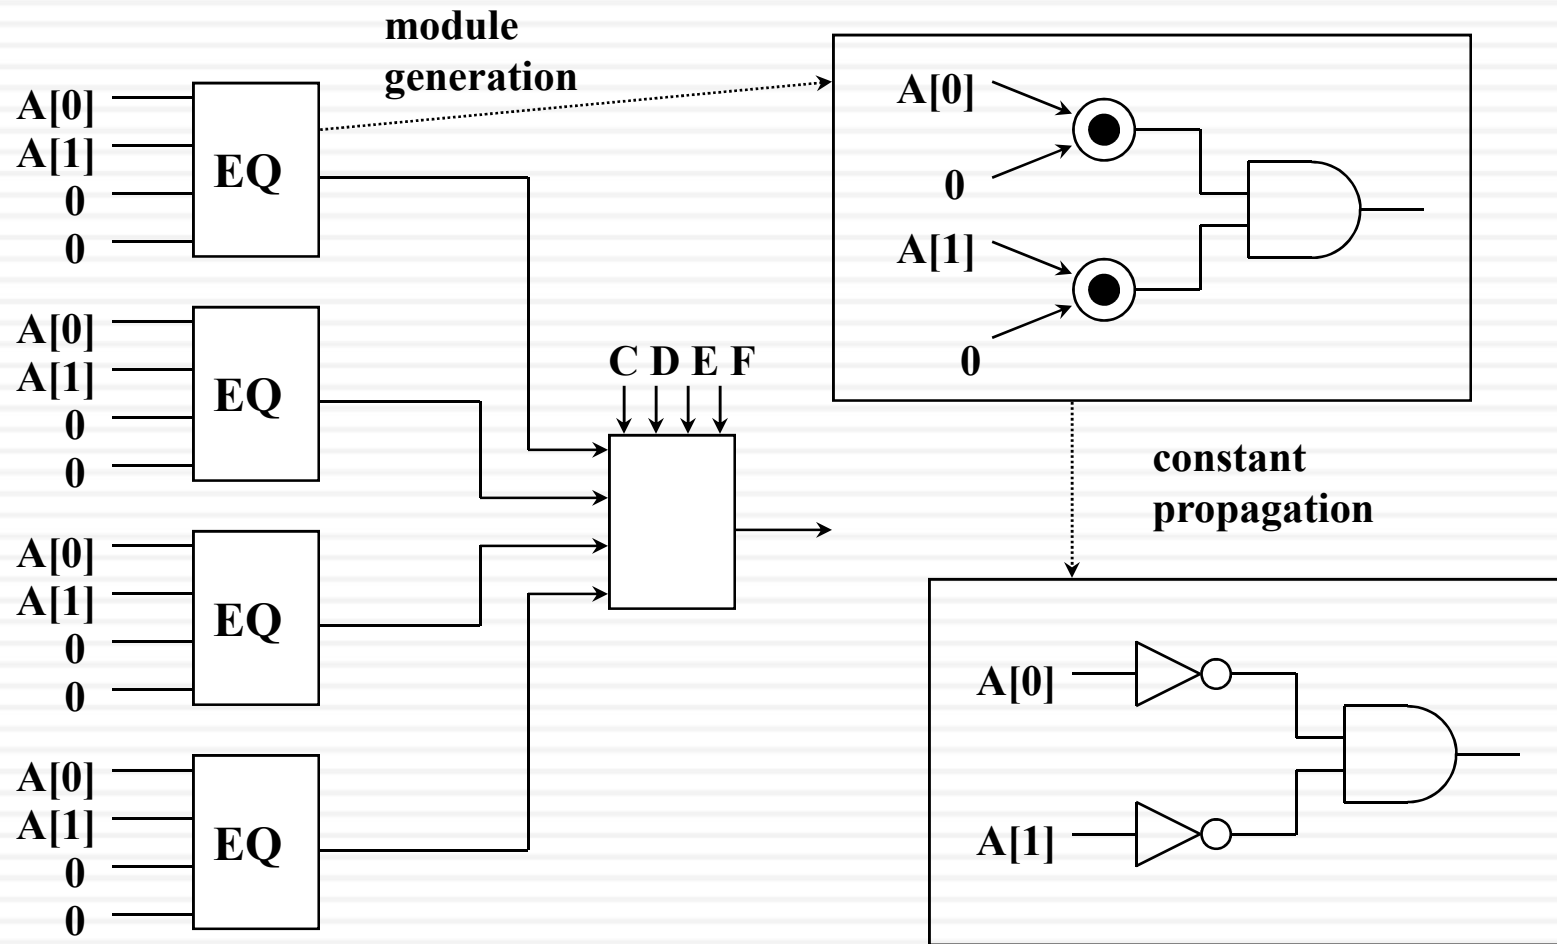 module
generation
A[0]
A[1]
0
0
EQ
A[0]
A[1]
0
0
EQ
A[0]
A[1]
0
0
EQ
A[0]
A[1]
0
0
EQ
C D E F
A[0]
0
A[1]
0
constant
propagation
A[0]
A[1]